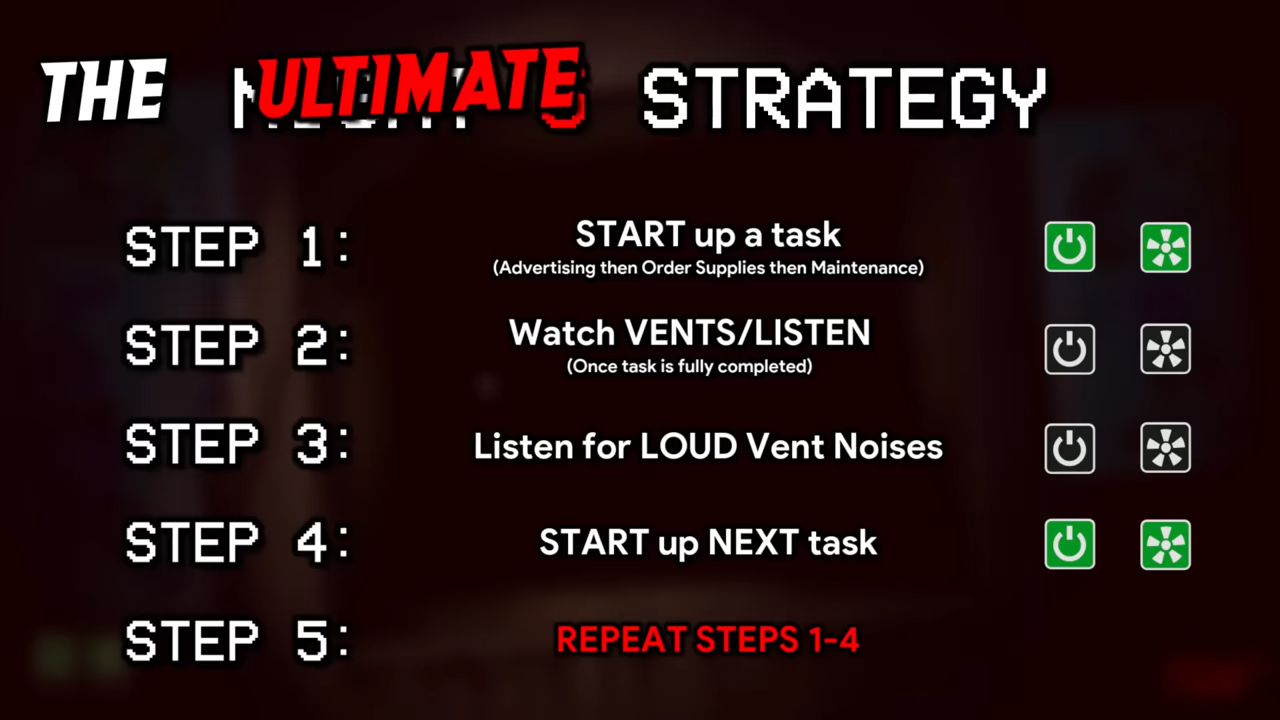 THE ULTIMATE STRATEGY
STEP 1:
START up a task
(Advertising then Order Supplies then Maintenance)
STEP 2:
Watch VENTS/LISTEN
(Once task is fully completed)
STEP 3:
Listen for LOUD Vent Noises
STEP 4:
START up NEXT task
STEP 5:
REPEAT STEPS 1-4